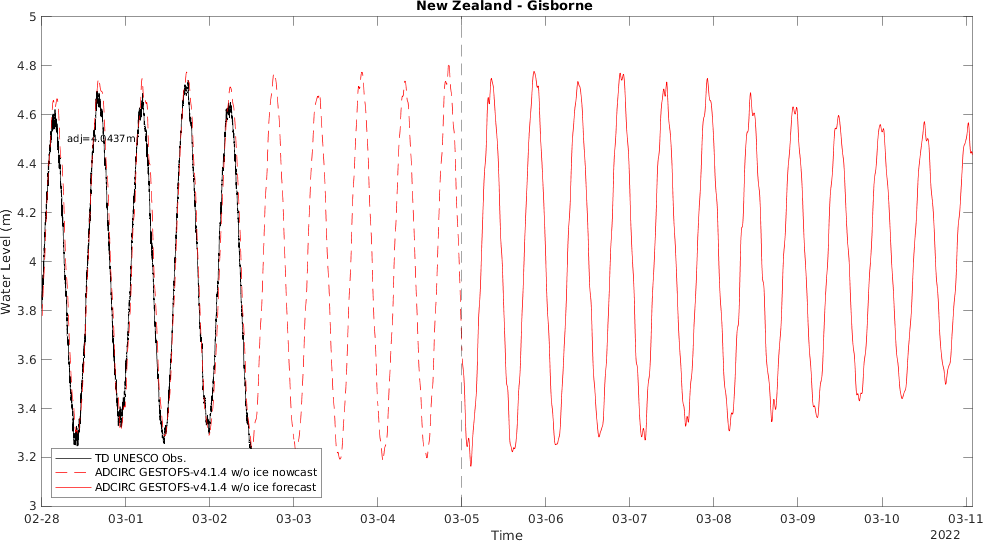 New Zealand - Gisborne
5
4.8
4.6
4.4
4.2
4
3.8
3.6
3.4
3.2
3
Water Level (m)
adj=4.0437m
TD UNESCO Obs.
ADCIRC GESTOFS-v4.1.4 w/o ice nowcast
ADCIRC GESTOFS-v4.1.4 w/o ice forecast
02-28 03-01 03-02 03-03 03-04 03-05 03-06 03-07 03-08 03-09 03-10 03-11
Time
2022